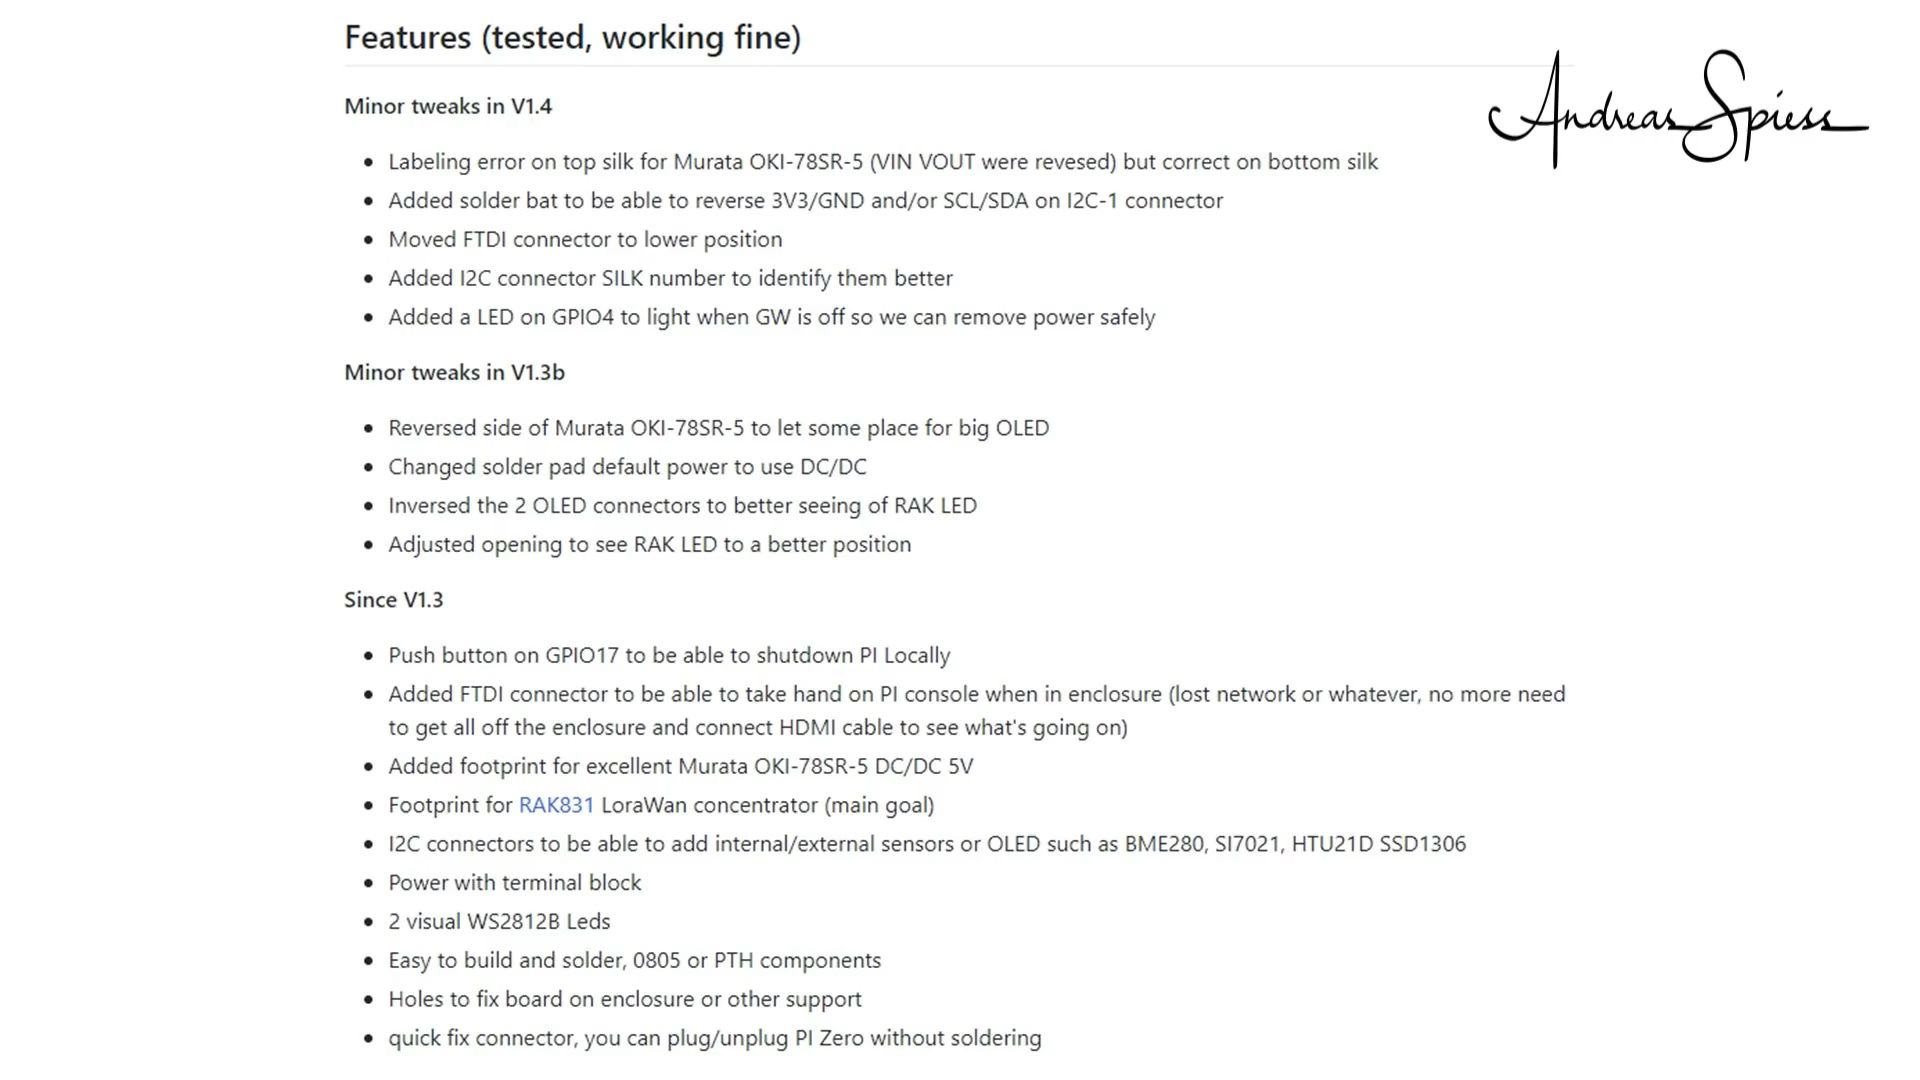 Features (tested, working fine)
Andreas Spiess
Minor tweaks in V1.4
Labeling error on top silk for Murata OKI-78SR-5 (VIN VOUT were revesed) but correct on bottom silk
Added solder bat to be able to reverse 3V3/GND and/or SCL/SDA on I2C-1 connector
Moved FTDI connector to lower position
Added I2C connector SILK number to identify them better
Added a LED on GPIO4 to light when GW is off so we can remove power safely
Minor tweaks in V1.3b
Reversed side of Murata OKI-78SR-5 to let some place for big OLED
Changed solder pad default power to use DC/DC
Inversed the 2 OLED connectors to better seeing of RAK LED
Adjusted opening to see RAK LED to a better position
Since V1.3
Push button on GPIO17 to be able to shutdown PI Locally
Added FTDI connector to be able to take hand on PI console when in enclosure (lost network or whatever, no more need
to get all off the enclosure and connect HDMI cable to see what's going on)
Added footprint for excellent Murata OKI-78SR-5 DC/DC 5V
Footprint for RAK831 LoraWan concentrator (main goal)
I2C connectors to be able to add internal/external sensors or OLED such as BME280, SI7021, HTU21D SSD1306
Power with terminal block
2 visual WS2812B Leds
Easy to build and solder, 0805 or PTH components
Holes to fix board on enclosure or other support
quick fix connector, you can plug/unplug PI Zero without soldering